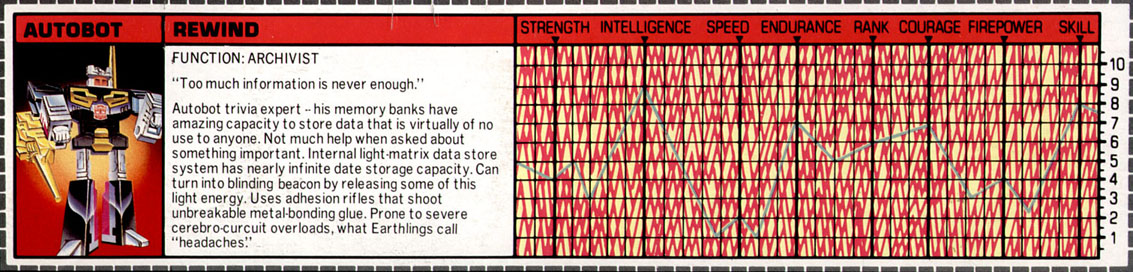 AUTOBOT
REWIND
FUNCTION: ARCHIVIST
"Too much information is never enough."
Autobot trivia expert -- his memory banks have
amazing capacity to store data that is virtually of no
use to anyone. Not much help when asked about
something important. Internal light-matrix data store
system has nearly infinite date storage capacity. Can
turn into blinding beacon by releasing some of this
light energy. Uses adhesion rifles that shoot
unbreakable metal-bonding glue. Prone to severe
cerebro-curcuit overloads, what Earthlings call
"headaches."
STRENGTH INTELLIGENCE SPEED ENDURANCE RANK COURAGE FIREPOWER SKILL
10
9
8
7
6
5
4
3
2
1